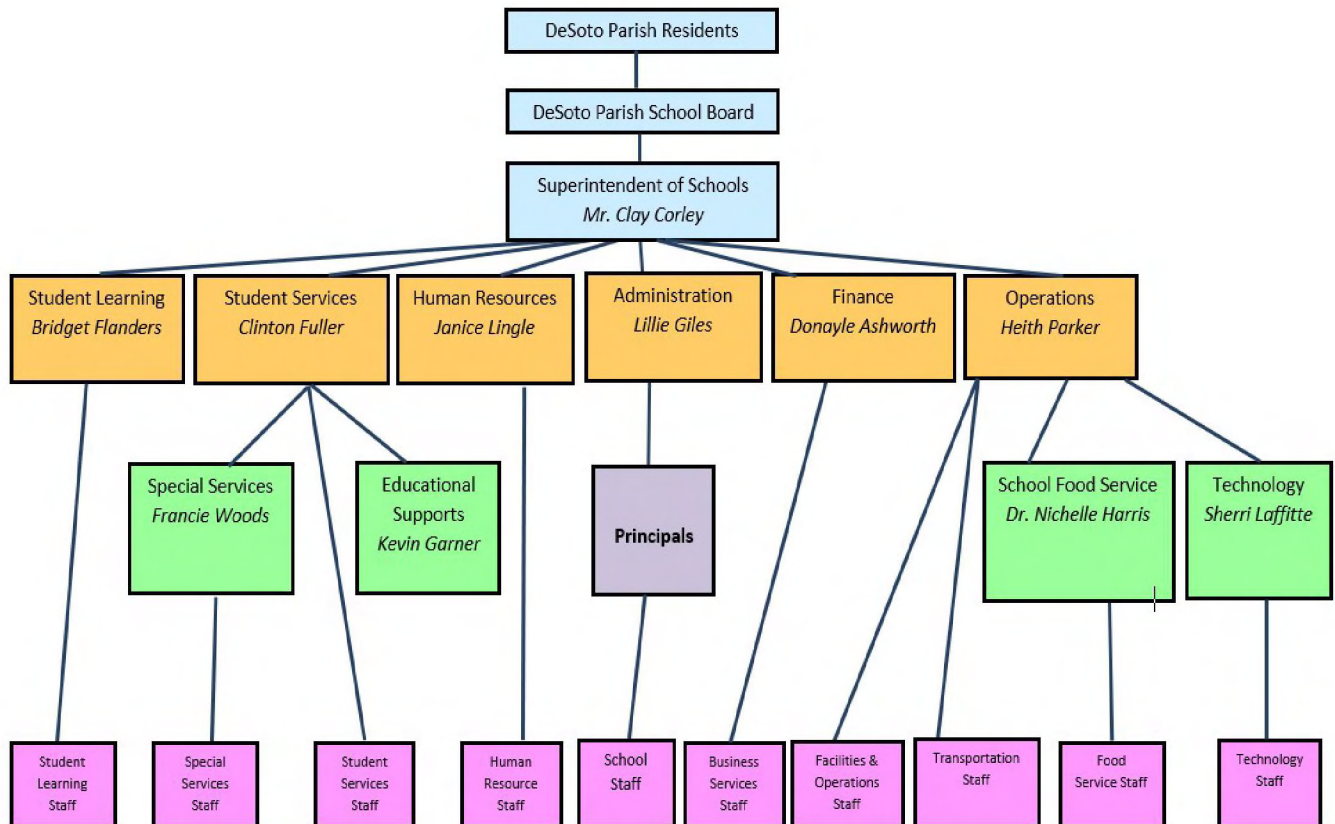 DeSoto Parish Residents
DeSoto Parish School Board
Superintendent of Schools
Mr. Clay Corley
Student Learning
Bridget Flanders
Student Services
Clinton Fuller
Human Resources
Janice Lingle
Administration
Lillie Giles
Finance
Donayle Ashworth
Operations
Heith Parker
Special Services
Francie Woods
Educational
Supports
Kevin Garner
Principals
School Food Service
Dr. Nichelle Harris
Technology
Sherri Laffitte
Student
Learning
Staff
Special
Services
Staff
Student
Services
Staff
Human
Resource
Staff
School
Staff
Business
Services
Staff
Facilities &
Operations
Staff
Transportation
Staff
Food
Service Staff
Technology
Staff